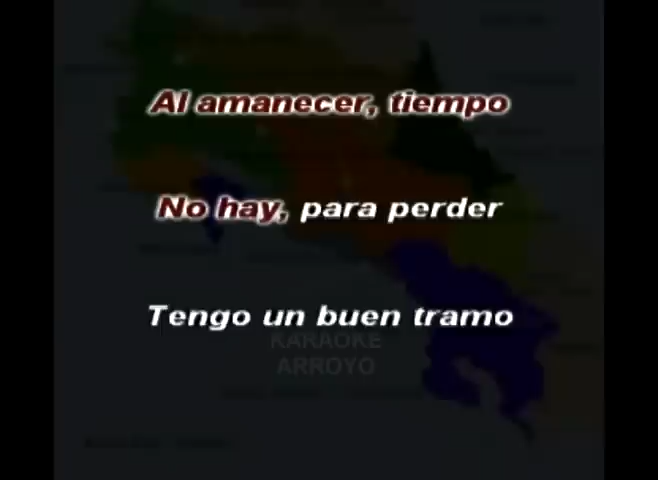 Al amanecer, tiempo
No hay, para perder
Tengo un buen tramo
KARAOKE
ARROYO